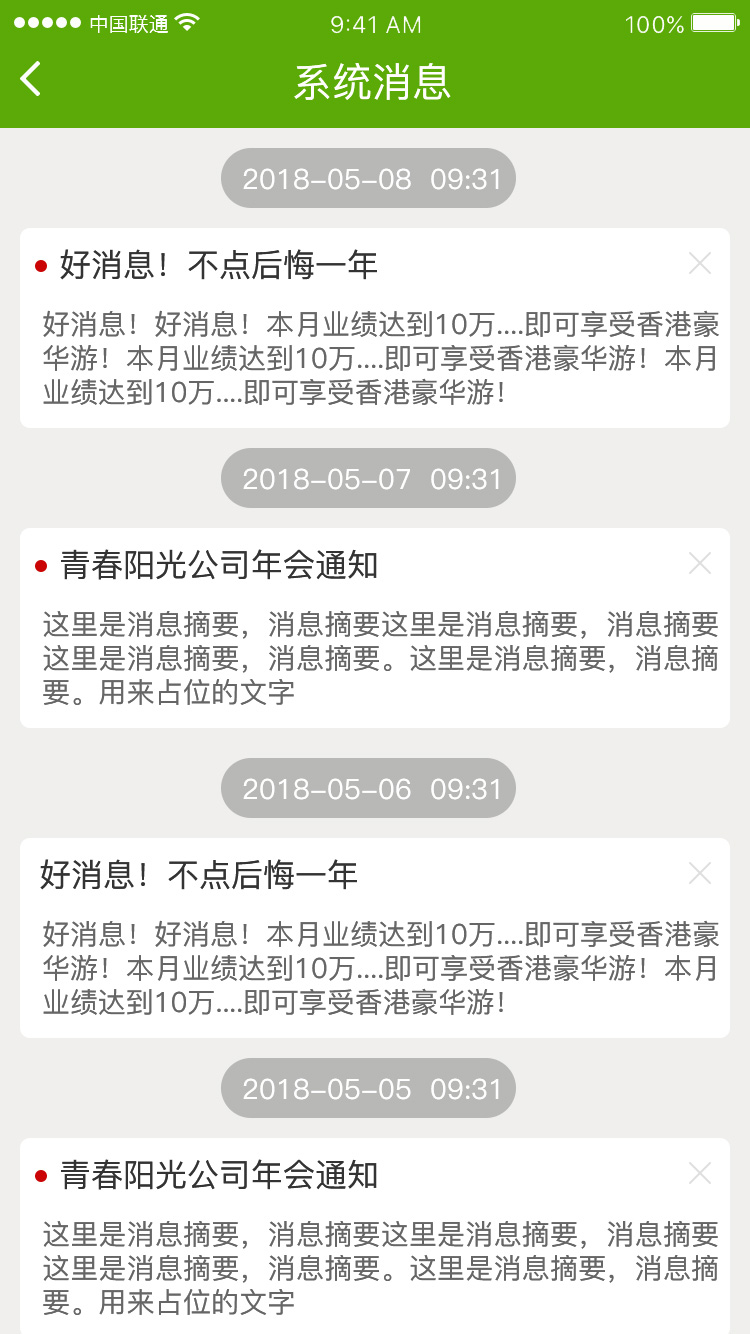 中国联通 9:41 AM 100%
系统消息
2018-05-08 09:31
好消息！不点后悔一年
好消息！好消息！本月业绩达到10万....即可享受香港豪
华游！本月业绩达到10万....即可享受香港豪华游！本月
业绩达到10万....即可享受香港豪华游！
2018-05-07 09:31
青春阳光公司年会通知
这里是消息摘要，消息摘要这里是消息摘要，消息摘要
这里是消息摘要，消息摘要。这里是消息摘要，消息摘
要。用来占位的文字
2018-05-06 09:31
好消息！不点后悔一年
好消息！好消息！本月业绩达到10万....即可享受香港豪
华游！本月业绩达到10万....即可享受香港豪华游！本月
业绩达到10万....即可享受香港豪华游！
2018-05-05 09:31
青春阳光公司年会通知
这里是消息摘要，消息摘要这里是消息摘要，消息摘要
这里是消息摘要，消息摘要。这里是消息摘要，消息摘
要。用来占位的文字